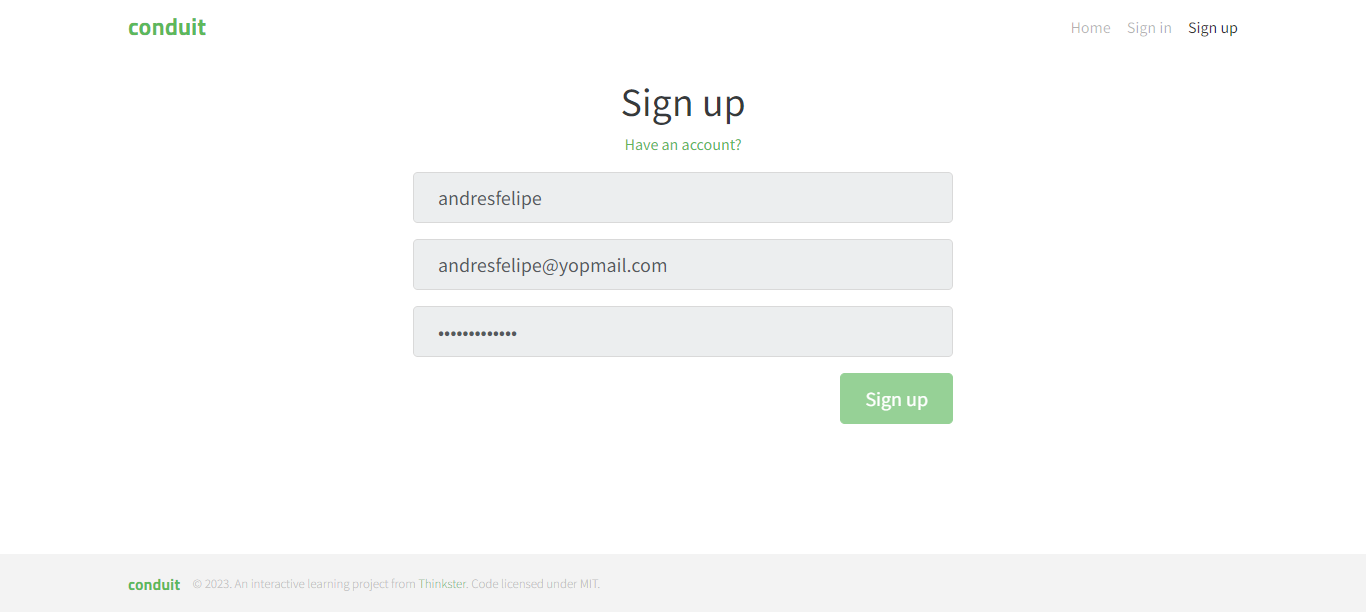 conduit Home Sign in Sign up
Sign up
Have an account?
andresfelipe
andresfelipe@yopmail.com
•••••••••••••
Sign up
conduit © 2023. An interactive learning project from Thinkster. Code licensed under MIT.